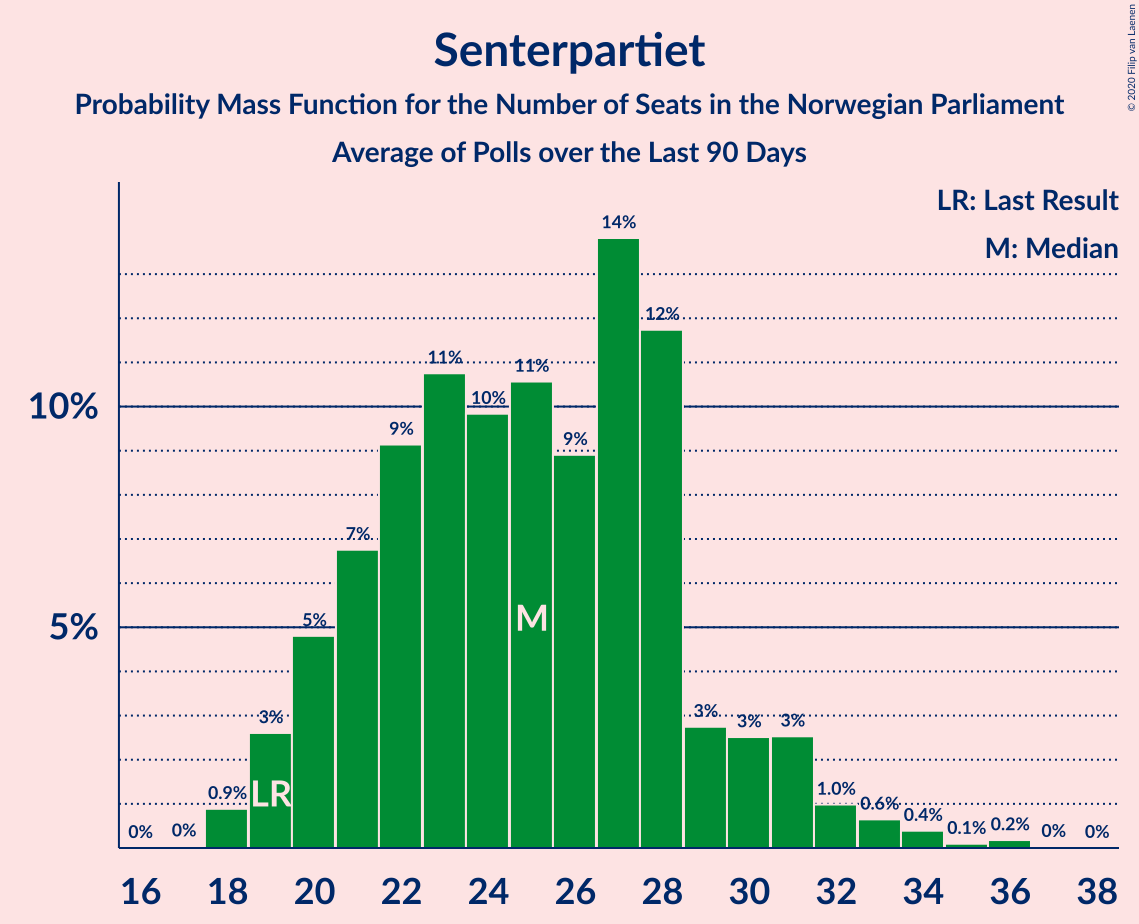 Senterpartiet
Probability Mass Function for the Number of Seats in the Norwegian Parliament
Average of Polls over the Last 90 Days
© 2020 Filip van Laenen
LR: Last Result
M: Median
10%
5%
0%
0%
0.9%
3%
5%
7%
9%
11%
10%
11%
9%
14%
12%
3%
3%
3%
1.0%
0.6%
0.4%
0.1%
0.2%
0%
0%
LR
M
16 18 20 22 24 26 28 30 32 34 36 38